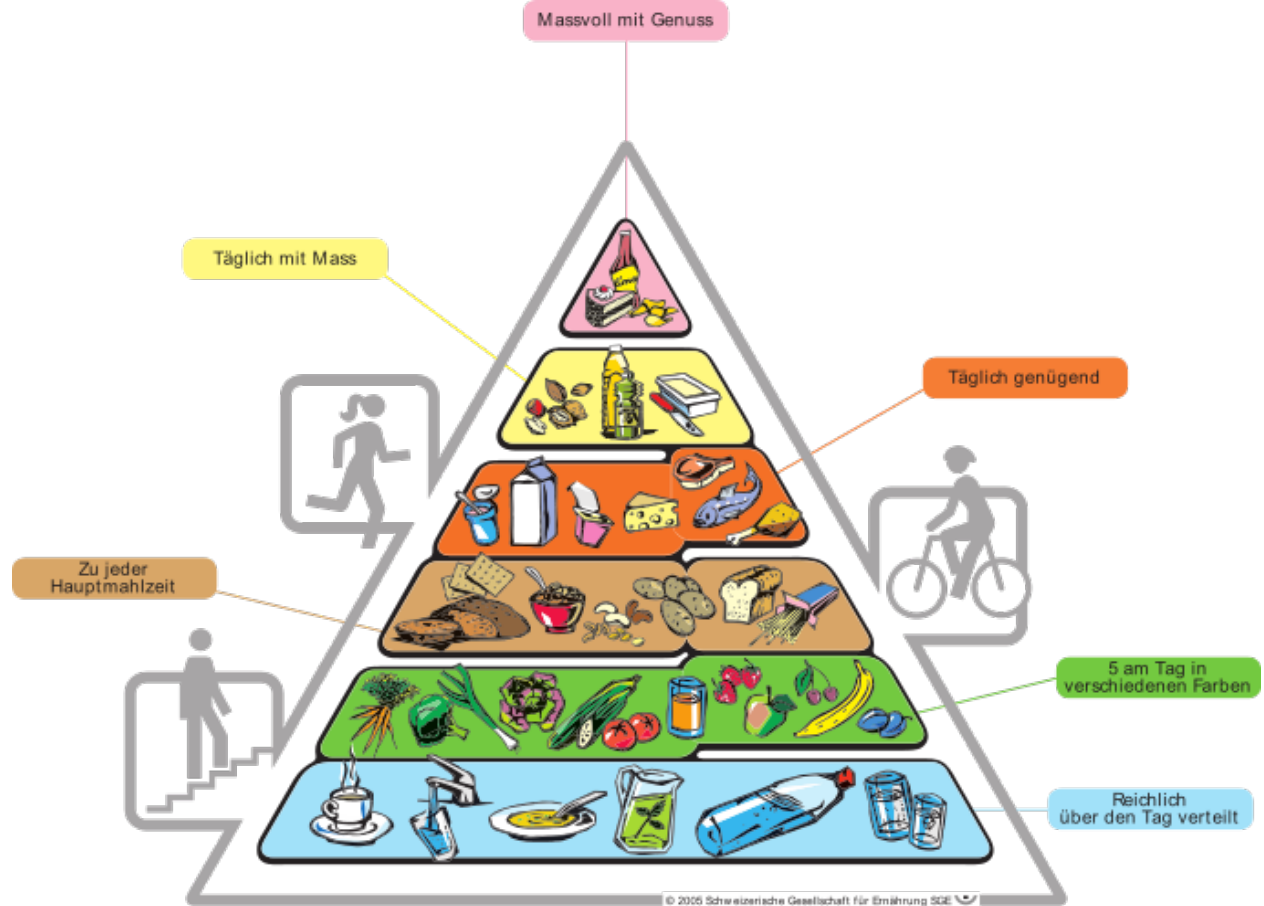 Massvoll mit Genuss
Täglich mit Mass
Täglich genügend
Zu jeder
Hauptmahlzeit
5 am Tag in
verschiedenen Farben
Reichlich
über den Tag verteilt
© 2005 Schweizerische Gesellschaft für Ernährung SGE